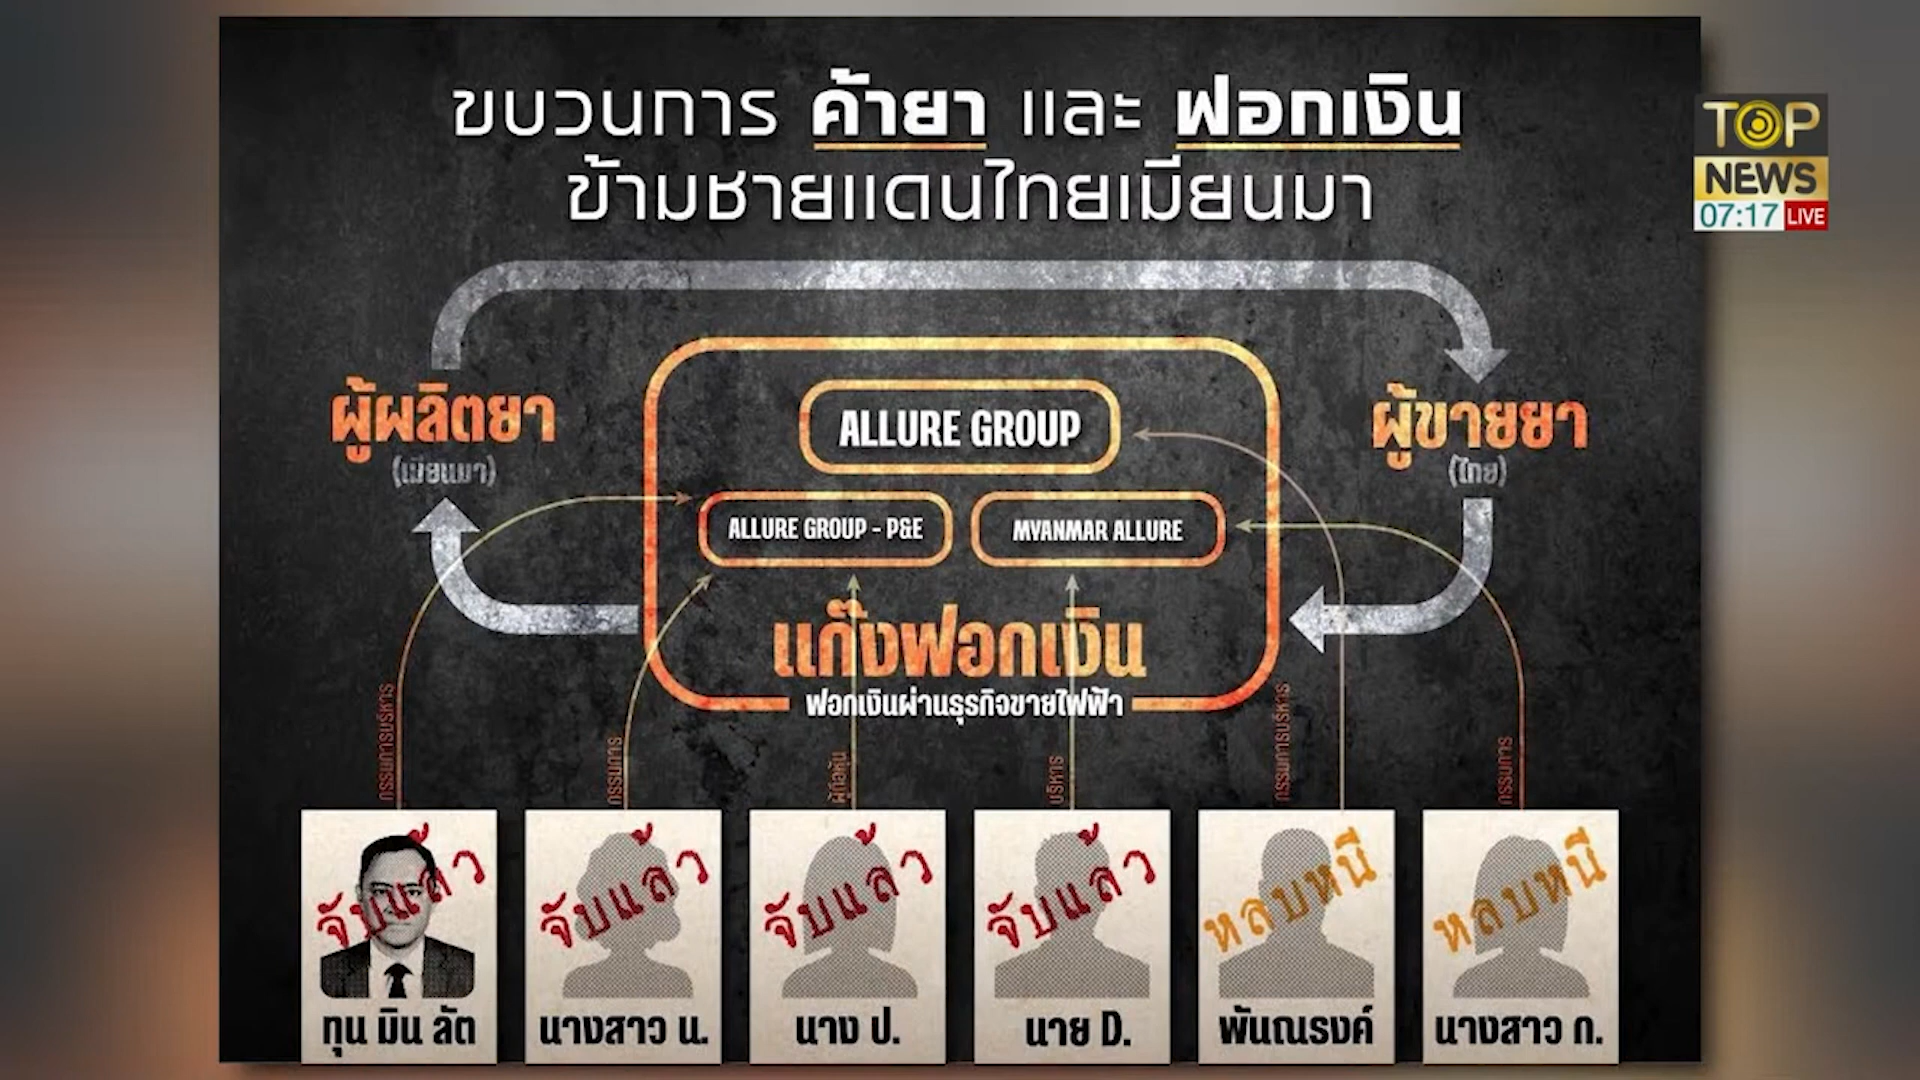 ขบวนการ ค้ายา และ ฟอกเงิน
ข้ามชายแดนไทยเมียนมา
TOP
NEWS
07:17 LIVE
ผู้ผลิตยา
(เมียนมา)
ALLURE GROUP
ผู้ขายยา
(ไทย)
ALLURE GROUP - P&E
MYANMAR ALLURE
แก๊งฟอกเงิน
ฟอกเงินผ่านธุรกิจขายไฟฟ้า
กรรมการบริหาร
กรรมการ
ผู้ถือหุ้น
บริหาร
กรรมการบริหาร
กรรมการ
จับแล้ว
จับแล้ว
จับแล้ว
จับแล้ว
หลบหนี
หลบหนี
ทุน มิน ลัต
นางสาว น.
นาง ป.
นาย D.
พันณรงค์
นางสาว ก.